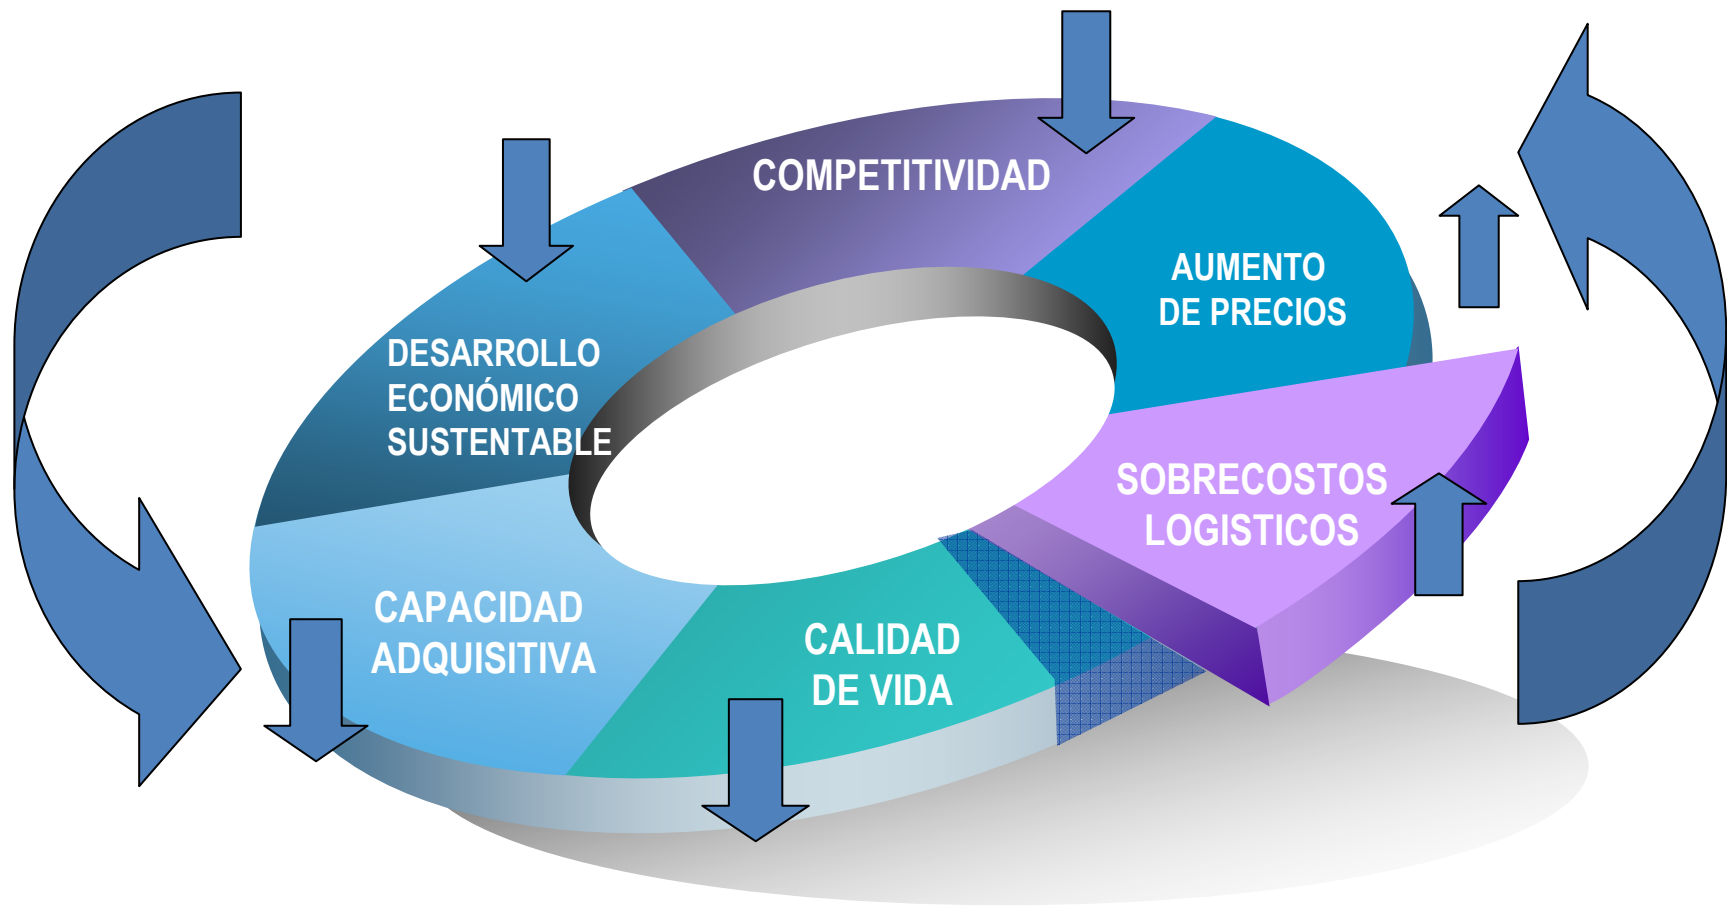 COMPETITIVIDAD
AUMENTO
DE PRECIOS
DESARROLLO
ECONÓMICO
SUSTENTABLE
SOBRECOSTOS
LOGISTICOS
CAPACIDAD
ADQUISITIVA
CALIDAD
DE VIDA